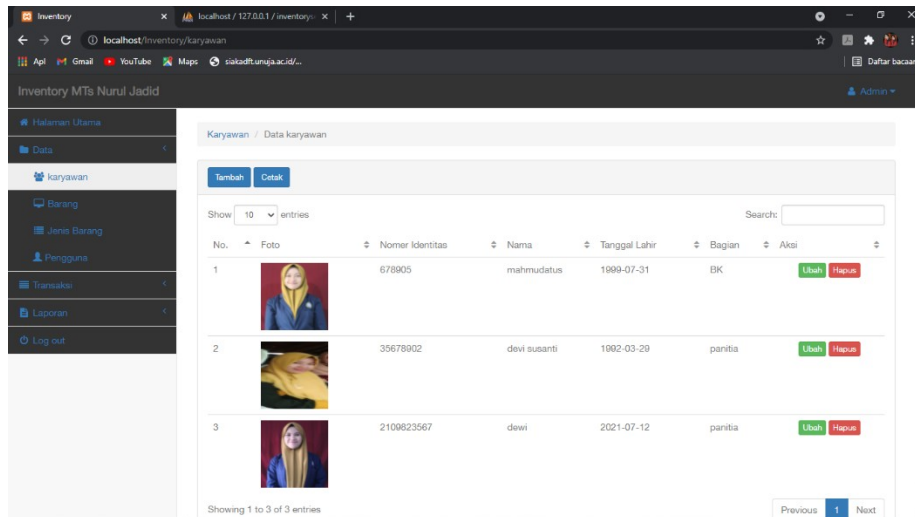 Inventory localhost / 127.0.0.1 / inventorys
localhost/Inventory/karyawan
Apl Gmail YouTube Maps siakadft.unuja.ac.id/... Daftar bacaan
Inventory MTs Nurul Jadid Admin
Halaman Utama
Data
karyawan
Barang
Jenis Barang
Pengguna
Transaksi
Laporan
Log out
Karyawan / Data karyawan
Tambah Cetak
Show 10 entries Search:
No. Foto Nomer Identitas Nama Tanggal Lahir Bagian Aksi
1 678905 mahmudatus 1999-07-31 BK Ubah Hapus
2 35678902 devi susanti 1992-03-29 panitia Ubah Hapus
3 2109823567 dewi 2021-07-12 panitia Ubah Hapus
Showing 1 to 3 of 3 entries Previous 1 Next